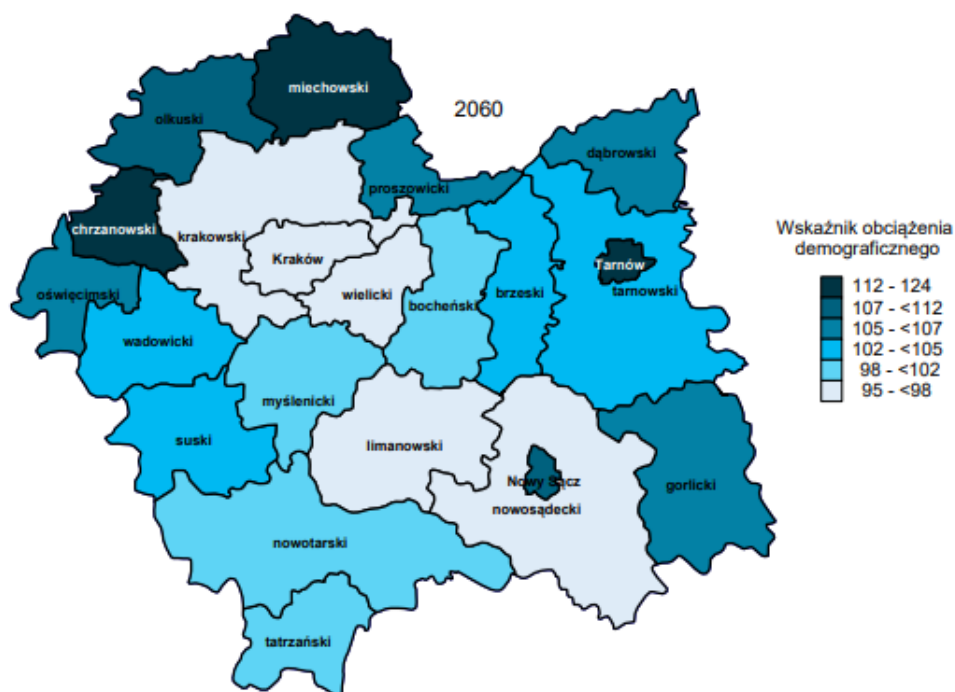 miechowski
2060
olkuski
dąbrowski
proszowicki
Wskaźnik obciążenia
demograficznego
chrzanowski
krakowski
Kraków
Tarnów
112 - 124
107 - <112
105 - <107
102 - <105
98 - <102
95 - <98
oświęcimski
wielicki
bocheński
brzeski
tarnowski
wadowicki
myślenicki
suski
limanowski
Nowy Sącz
nowosądecki
gorlicki
nowotarski
tatrzański